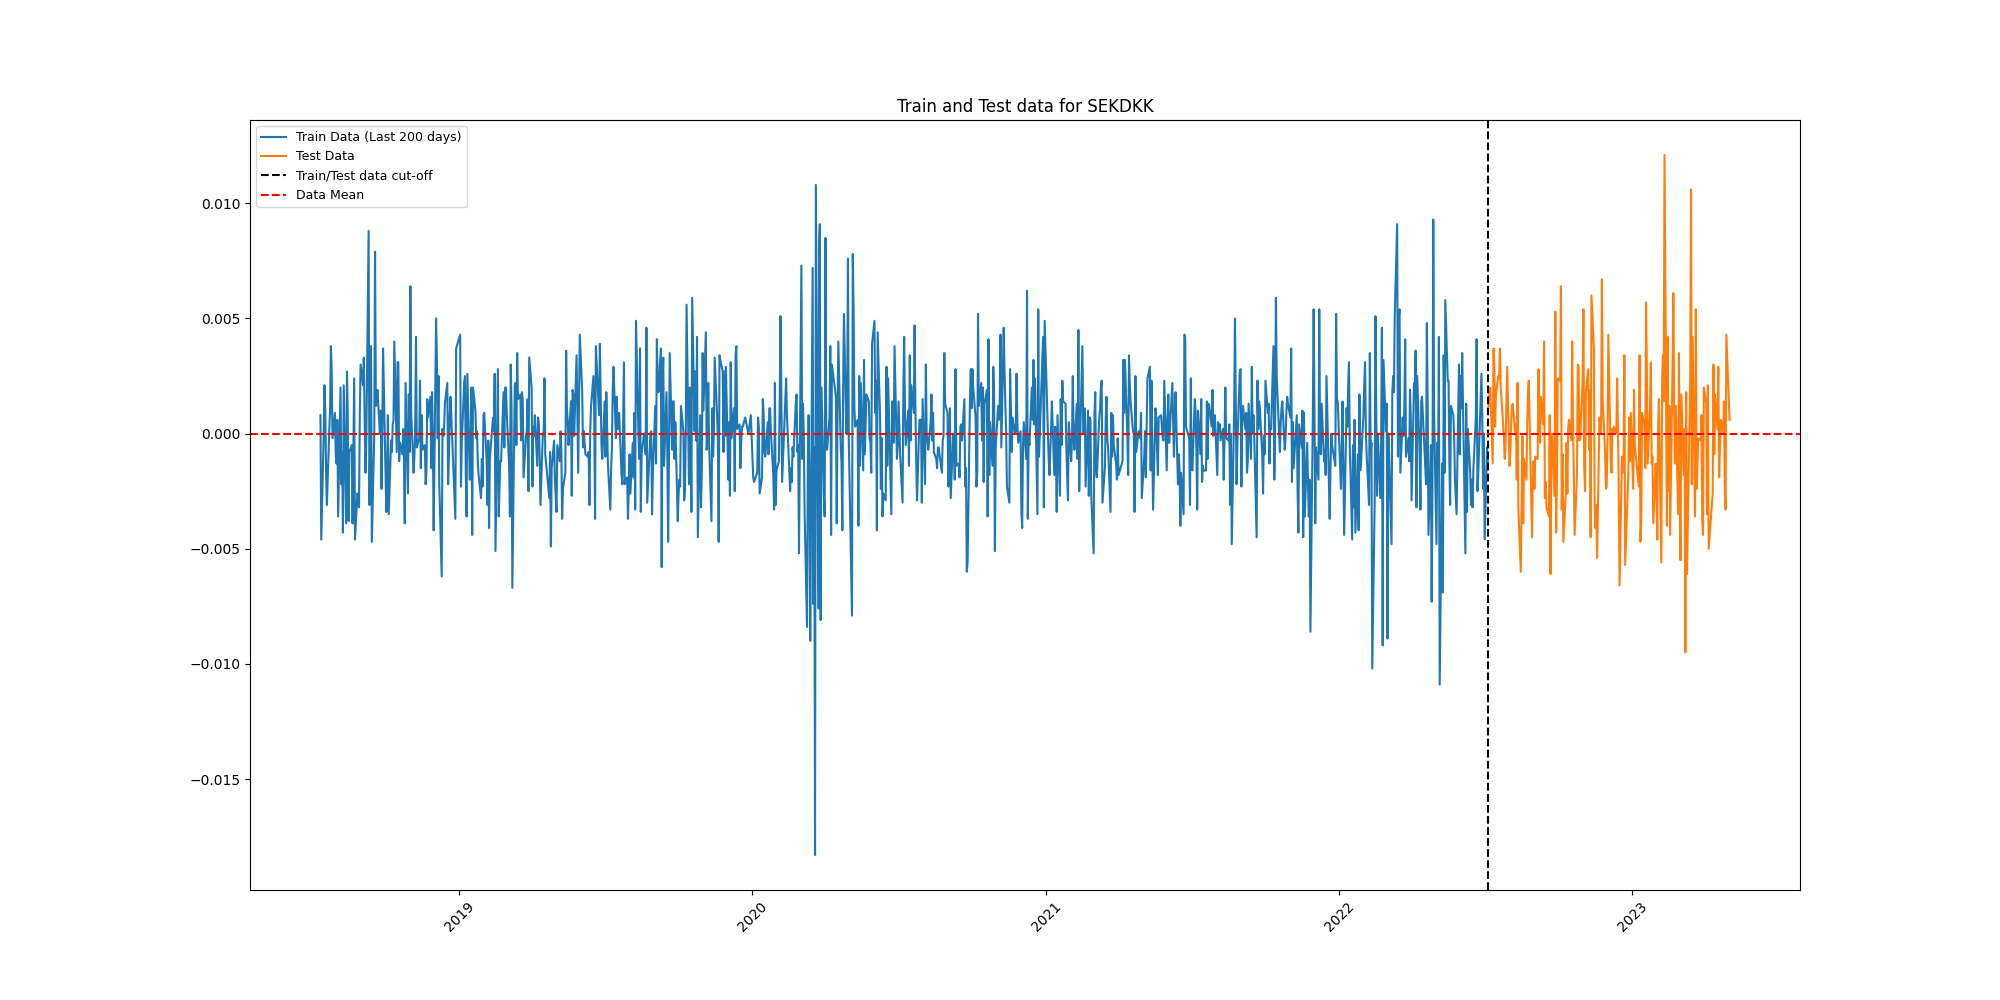 Train and Test data for SEKDKK
Train Data (Last 200 days)
Test Data
Train/Test data cut-off
Data Mean
0.010
0.005
0.000
−0.005
−0.010
−0.015
2019
2020
2021
2022
2023